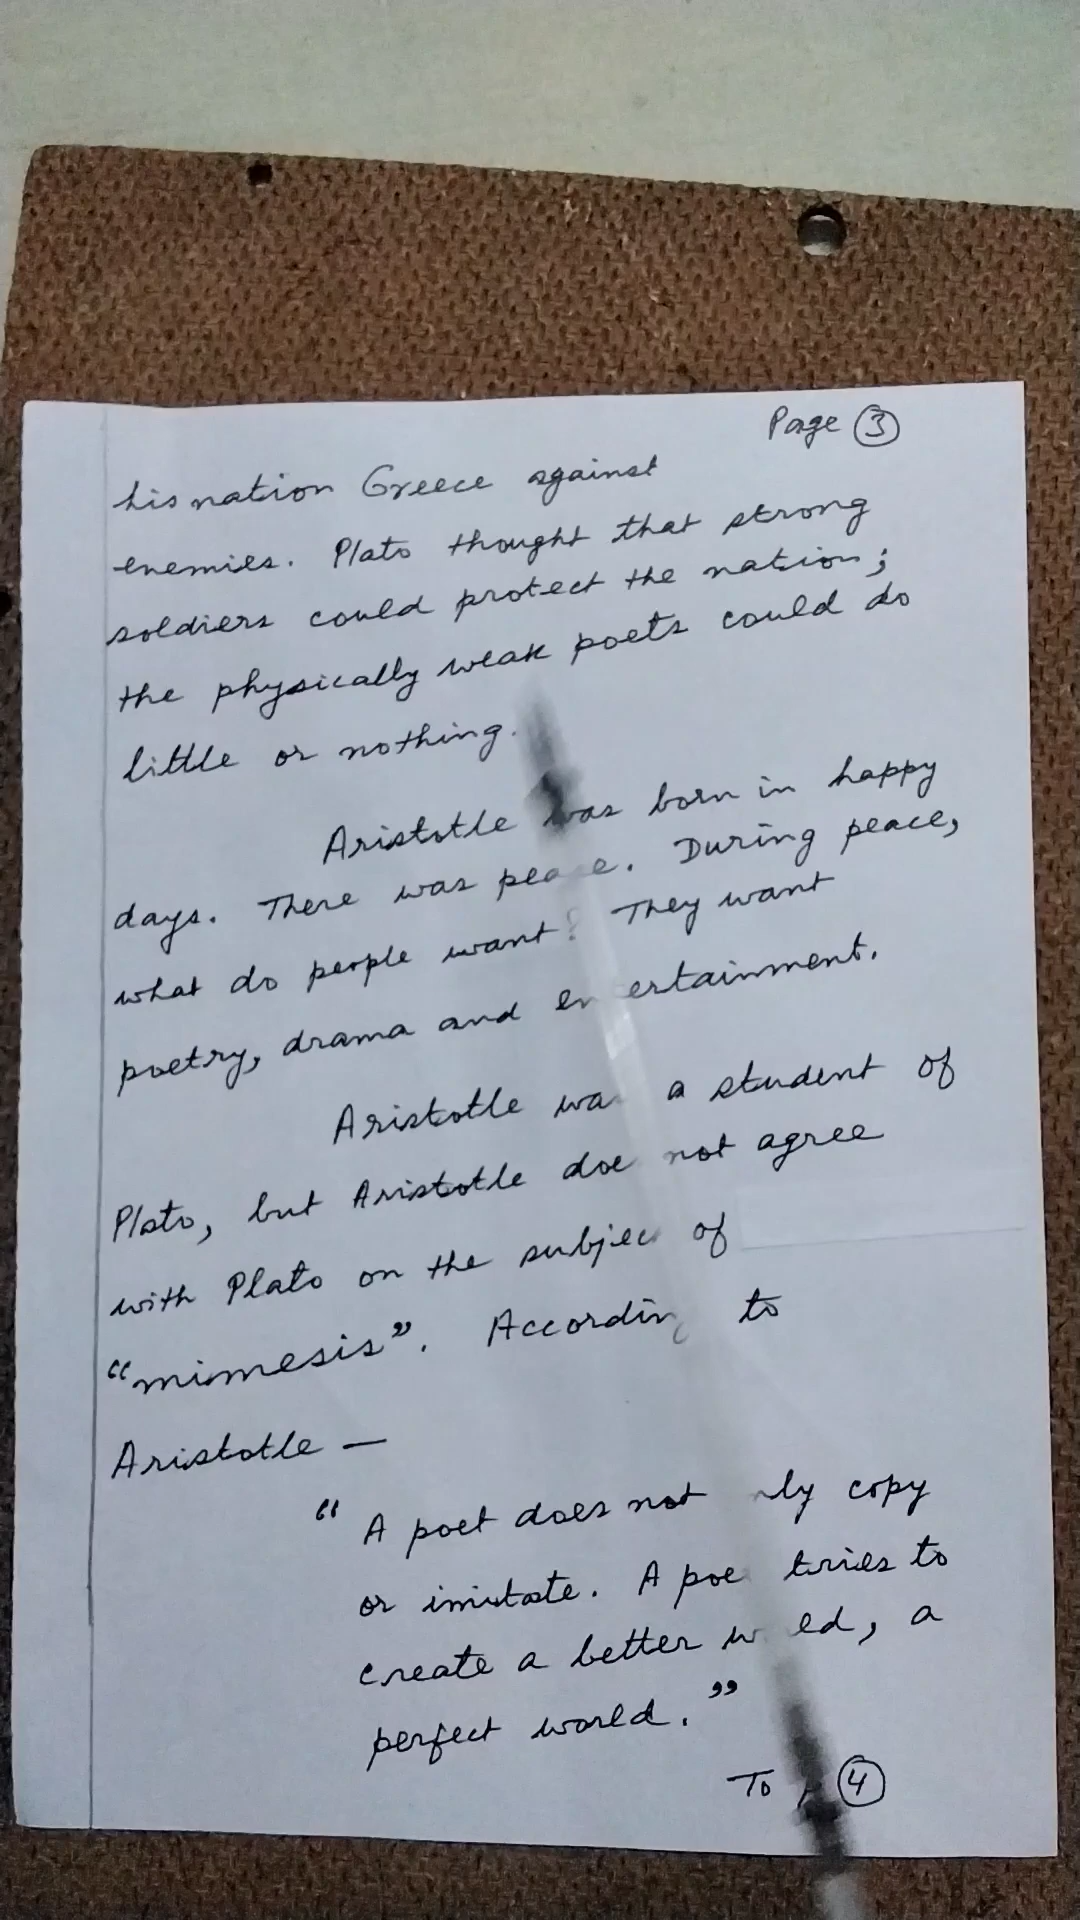 Page 3
his nation Greece against
enemies. Plato thought that strong
soldiers could protect the nation;
the physically weak poets could do
little or nothing.
Aristotle was born in happy
days. There was peace. During peace,
what do people want? They want
poetry, drama and entertainment.
Aristotle was a student of
Plato, but Aristotle does not agree
with Plato on the subject of
"mimesis". According to
Aristotle —
"A poet does not only copy
or imitate. A poet tries to
create a better world, a
perfect world."
To p 4